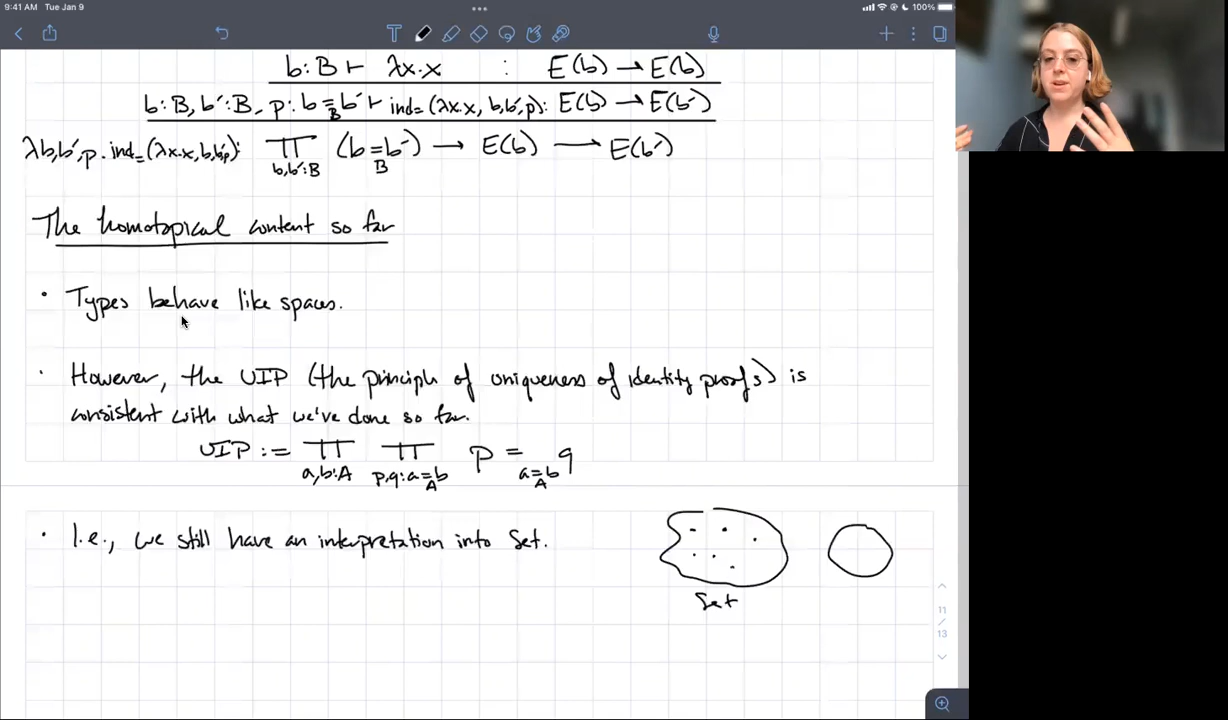 9:41 AM Tue Jan 9
100%
b:B ⊢ λx.x : E(b) → E(b)
b:B, b':B, p: b =_B b' ⊢ ind=(λx.x, b,b',p): E(b) → E(b')
λb,b',p. ind=(λx.x,b,b',p): ∏_{b,b':B} (b =_B b') → E(b) → E(b')
The homotopical content so far
• Types behave like spaces.
• However, the UIP (the principle of uniqueness of identity proofs) is
consistent with what we've done so far.
UIP := ∏_{a,b:A} ∏_{p,q:a=_A b} p =_{a=_A b} q
• I.e., we still have an interpretation into Set.
Set
11
/
13